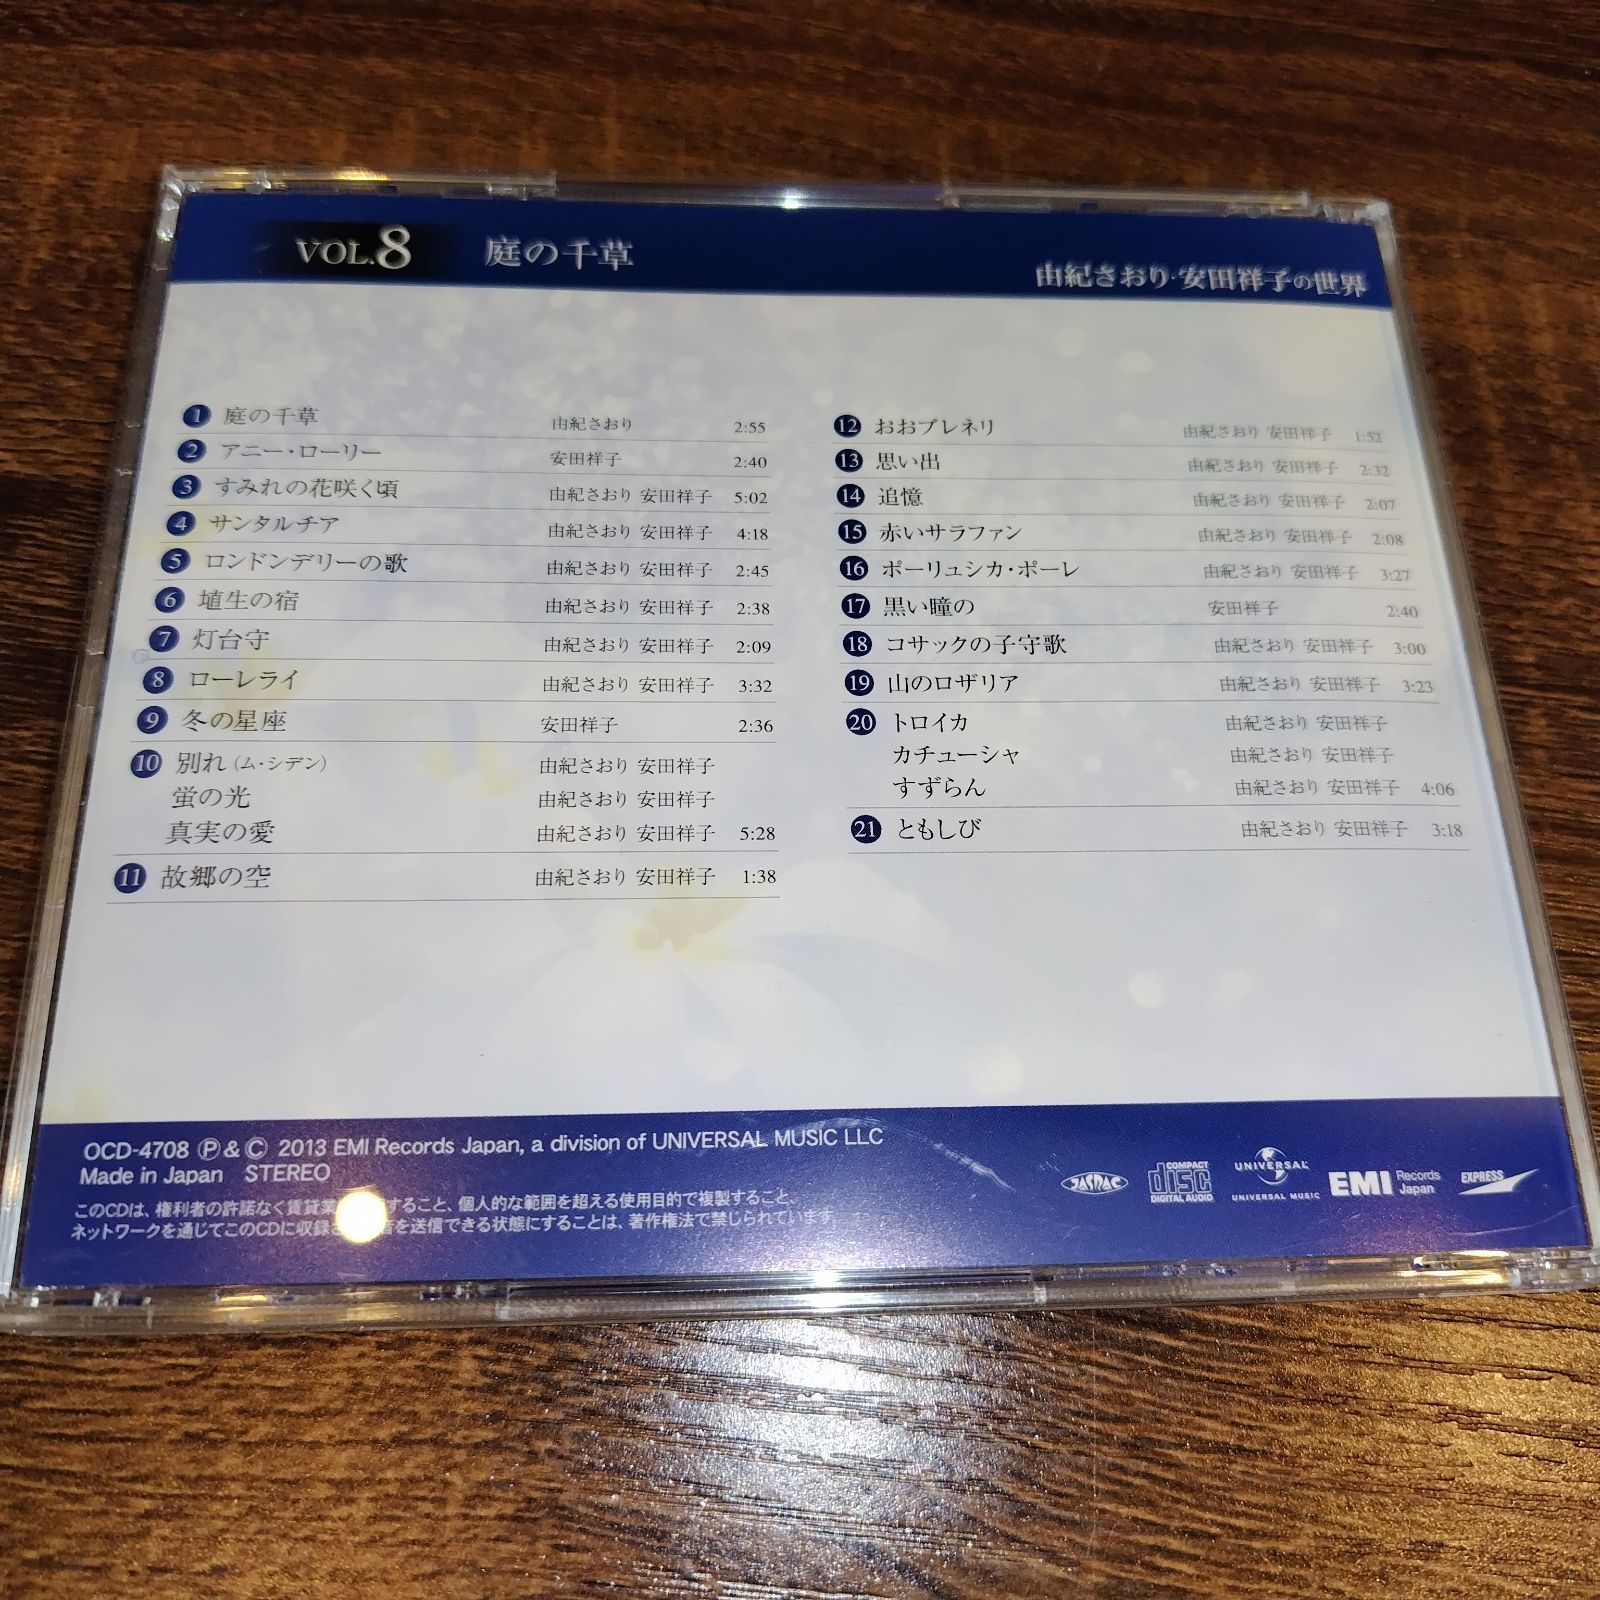 VOL.8 庭の千草
由紀さおり・安田祥子の世界
1 庭の千草 由紀さおり 2:55
2 アニー・ローリー 安田祥子 2:40
3 すみれの花咲く頃 由紀さおり 安田祥子 5:02
4 サンタルチア 由紀さおり 安田祥子 4:18
5 ロンドンデリーの歌 由紀さおり 安田祥子 2:45
6 埴生の宿 由紀さおり 安田祥子 2:38
7 灯台守 由紀さおり 安田祥子 2:09
8 ローレライ 由紀さおり 安田祥子 3:32
9 冬の星座 安田祥子 2:36
10 別れ(ム・シデン) 由紀さおり 安田祥子
蛍の光 由紀さおり 安田祥子
真実の愛 由紀さおり 安田祥子 5:28
11 故郷の空 由紀さおり 安田祥子 1:38
12 おおブレネリ 由紀さおり 安田祥子 1:52
13 思い出 由紀さおり 安田祥子 2:32
14 追憶 由紀さおり 安田祥子 2:07
15 赤いサラファン 由紀さおり 安田祥子 2:08
16 ポーリュシカ・ポーレ 由紀さおり 安田祥子 3:27
17 黒い瞳の 安田祥子 2:40
18 コサックの子守歌 由紀さおり 安田祥子 3:00
19 山のロザリア 由紀さおり 安田祥子 3:23
20 トロイカ 由紀さおり 安田祥子
カチューシャ 由紀さおり 安田祥子
すずらん 由紀さおり 安田祥子 4:06
21 ともしび 由紀さおり 安田祥子 3:18
OCD-4708 Ⓟ&Ⓒ 2013 EMI Records Japan, a division of UNIVERSAL MUSIC LLC
Made in Japan STEREO
このCDは、権利者の許諾なく賃貸業すること、個人的な範囲を超える使用目的で複製すること、
ネットワークを通じてこのCDに収録音を送信できる状態にすることは、著作権法で禁じられています
JASRAC
COMPACT disc DIGITAL AUDIO
UNIVERSAL
UNIVERSAL MUSIC
EMI Records Japan
EXPRESS